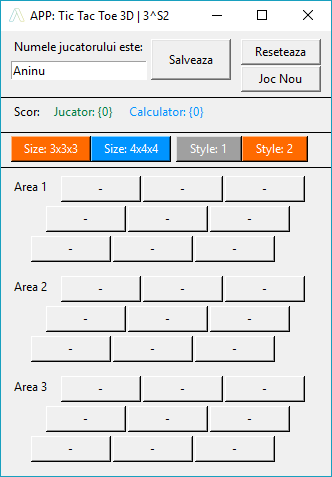 APP: Tic Tac Toe 3D | 3^S2
Numele jucatorului este:
Aninu
Salveaza
Reseteaza
Joc Nou
Scor: Jucator: {0} Calculator: {0}
Size: 3x3x3 Size: 4x4x4 Style: 1 Style: 2
Area 1 - - -
- - -
- - -
Area 2 - - -
- - -
- - -
Area 3 - - -
- - -
- - -